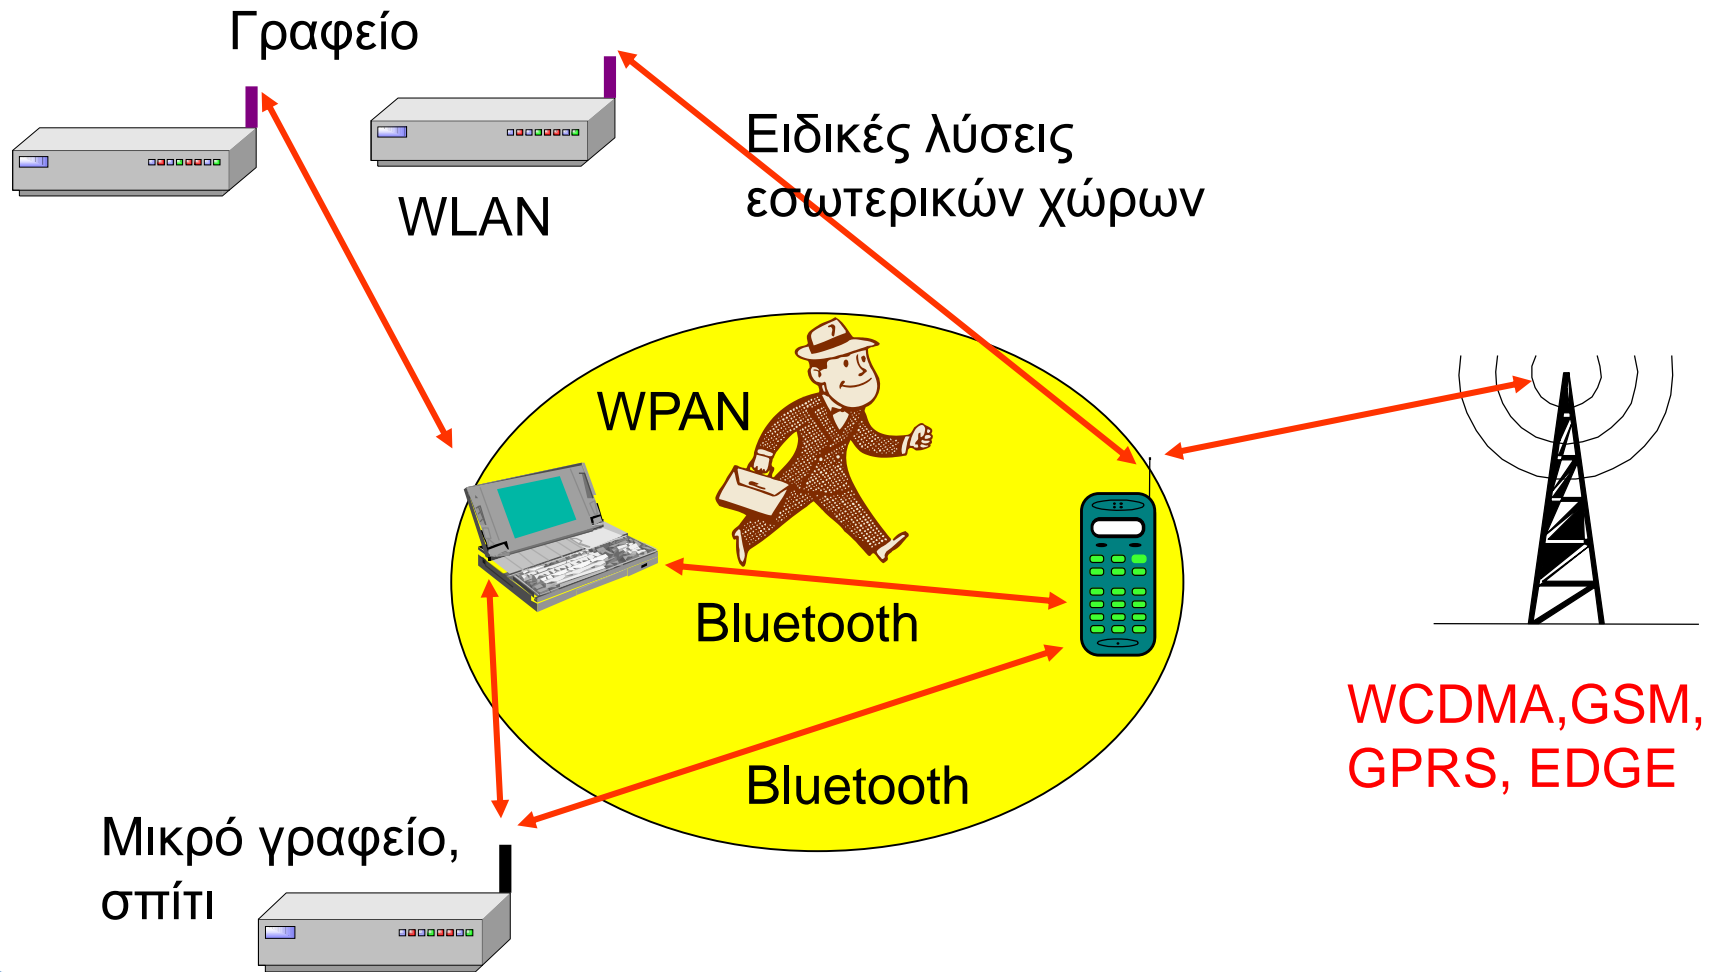 Γραφείο
WLAN
Ειδικές λύσεις
εσωτερικών χώρων
WPAN
Bluetooth
Bluetooth
WCDMA,GSM,
GPRS, EDGE
Μικρό γραφείο,
σπίτι